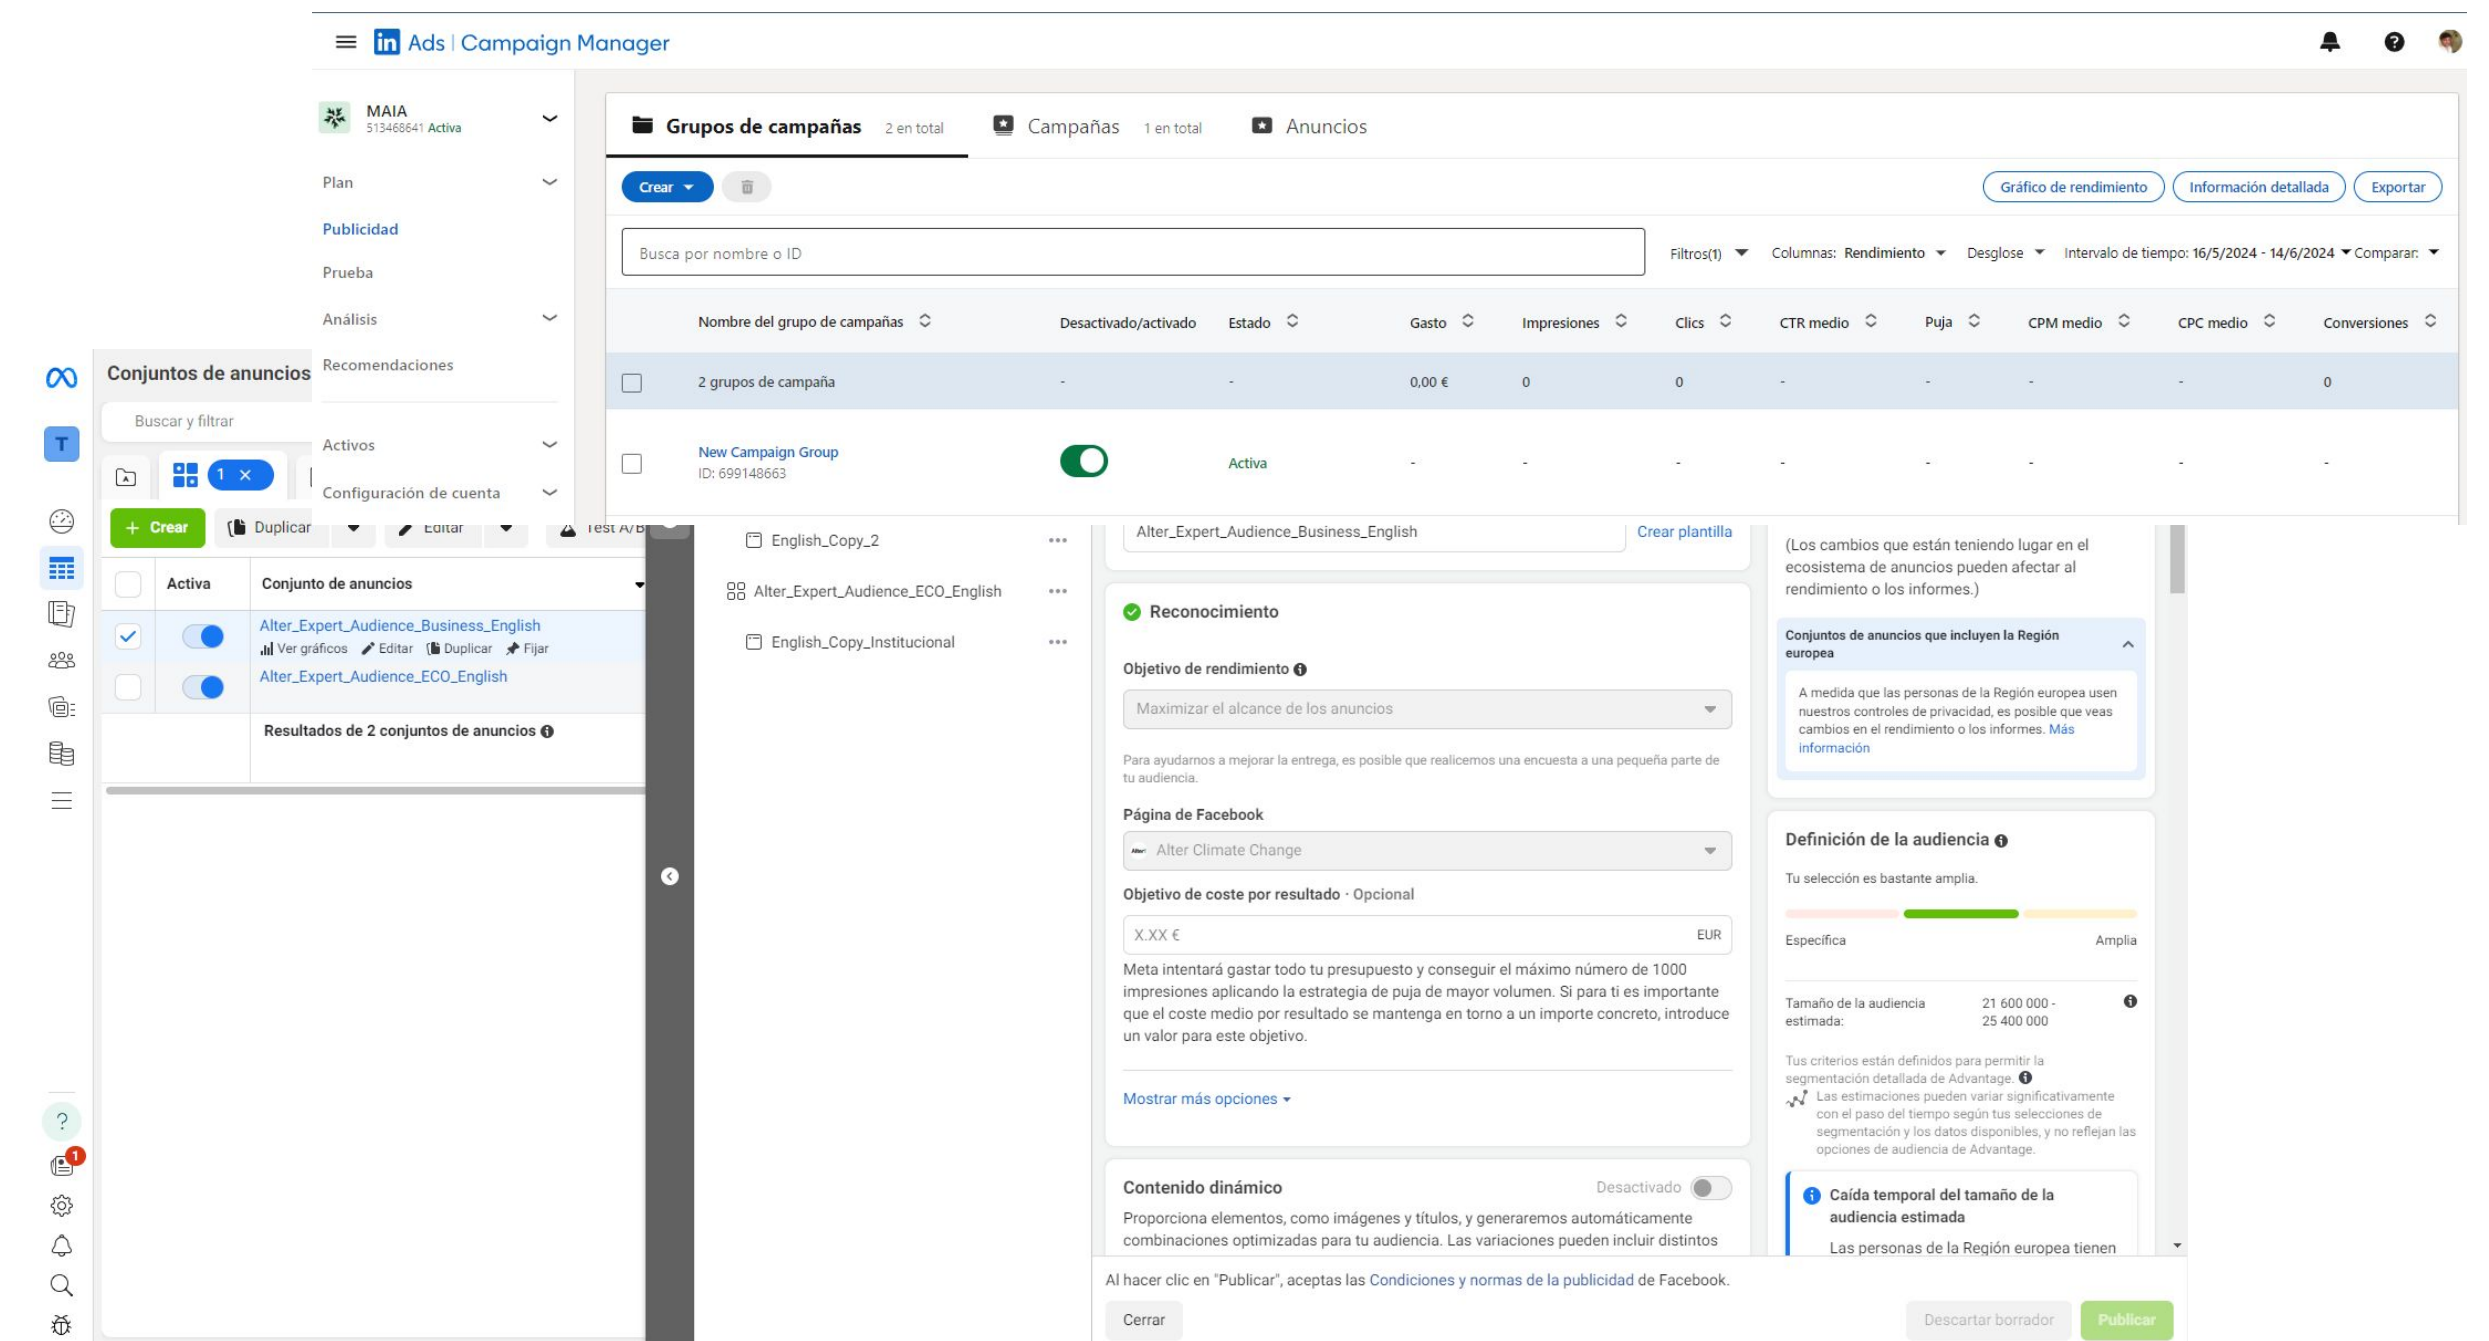 in Ads | Campaign Manager
MAIA
513468641 Activa
Plan
Publicidad
Prueba
Análisis
Recomendaciones
Activos
Configuración de cuenta
Grupos de campañas 2 en total
Campañas 1 en total
Anuncios
Crear
Gráfico de rendimiento
Información detallada
Exportar
Busca por nombre o ID
Filtros(1)
Columnas: Rendimiento
Desglose
Intervalo de tiempo: 16/5/2024 - 14/6/2024
Comparar:
Nombre del grupo de campañas Desactivado/activado Estado Gasto Impresiones Clics CTR medio Puja CPM medio CPC medio Conversiones
2 grupos de campaña - - 0,00 € 0 0 - - - - 0
New Campaign Group Activa - - - - - - - -
ID: 699148663
Conjuntos de anuncios
Buscar y filtrar
T
1 ×
+ Crear
Duplicar
Editar
Test A/B
Activa
Conjunto de anuncios
Alter_Expert_Audience_Business_English
Ver gráficos Editar Duplicar Fijar
Alter_Expert_Audience_ECO_English
Resultados de 2 conjuntos de anuncios
?
1
English_Copy_2
Alter_Expert_Audience_ECO_English
English_Copy_Institucional
Alter_Expert_Audience_Business_English
Crear plantilla
Reconocimiento
Objetivo de rendimiento
Maximizar el alcance de los anuncios
Para ayudarnos a mejorar la entrega, es posible que realicemos una encuesta a una pequeña parte de
tu audiencia.
Página de Facebook
Alter Climate Change
Objetivo de coste por resultado · Opcional
X.XX € EUR
Meta intentará gastar todo tu presupuesto y conseguir el máximo número de 1000
impresiones aplicando la estrategia de puja de mayor volumen. Si para ti es importante
que el coste medio por resultado se mantenga en torno a un importe concreto, introduce
un valor para este objetivo.
Mostrar más opciones
Contenido dinámico Desactivado
Proporciona elementos, como imágenes y títulos, y generaremos automáticamente
combinaciones optimizadas para tu audiencia. Las variaciones pueden incluir distintos
Al hacer clic en "Publicar", aceptas las Condiciones y normas de la publicidad de Facebook.
Cerrar
Descartar borrador
Publicar
(Los cambios que están teniendo lugar en el
ecosistema de anuncios pueden afectar al
rendimiento o los informes.)
Conjuntos de anuncios que incluyen la Región
europea
A medida que las personas de la Región europea usen
nuestros controles de privacidad, es posible que veas
cambios en el rendimiento o los informes. Más
información
Definición de la audiencia
Tu selección es bastante amplia.
Específica Amplia
Tamaño de la audiencia 21 600 000 -
estimada: 25 400 000
Tus criterios están definidos para permitir la
segmentación detallada de Advantage.
Las estimaciones pueden variar significativamente
con el paso del tiempo según tus selecciones de
segmentación y los datos disponibles, y no reflejan las
opciones de audiencia de Advantage.
Caída temporal del tamaño de la
audiencia estimada
Las personas de la Región europea tienen